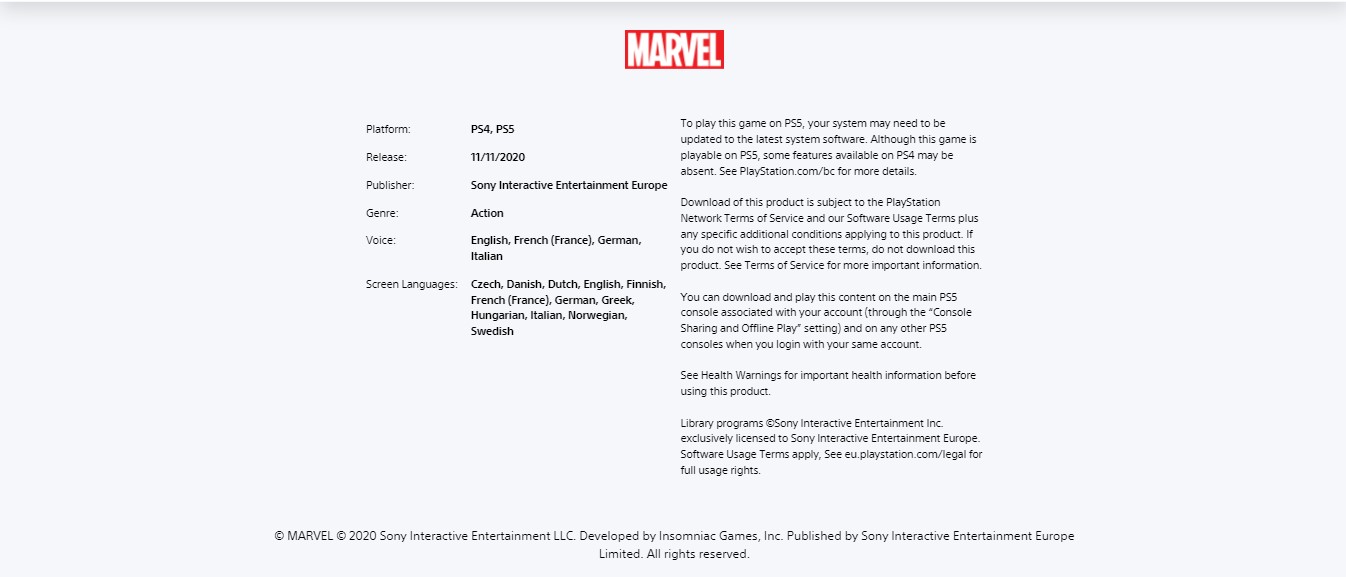 MARVEL
Platform: PS4, PS5
Release: 11/11/2020
Publisher: Sony Interactive Entertainment Europe
Genre: Action
Voice: English, French (France), German,
Italian
Screen Languages: Czech, Danish, Dutch, English, Finnish,
French (France), German, Greek,
Hungarian, Italian, Norwegian,
Swedish
To play this game on PS5, your system may need to be
updated to the latest system software. Although this game is
playable on PS5, some features available on PS4 may be
absent. See PlayStation.com/bc for more details.
Download of this product is subject to the PlayStation
Network Terms of Service and our Software Usage Terms plus
any specific additional conditions applying to this product. If
you do not wish to accept these terms, do not download this
product. See Terms of Service for more important information.
You can download and play this content on the main PS5
console associated with your account (through the “Console
Sharing and Offline Play” setting) and on any other PS5
consoles when you login with your same account.
See Health Warnings for important health information before
using this product.
Library programs ©Sony Interactive Entertainment Inc.
exclusively licensed to Sony Interactive Entertainment Europe.
Software Usage Terms apply, See eu.playstation.com/legal for
full usage rights.
© MARVEL © 2020 Sony Interactive Entertainment LLC. Developed by Insomniac Games, Inc. Published by Sony Interactive Entertainment Europe
Limited. All rights reserved.